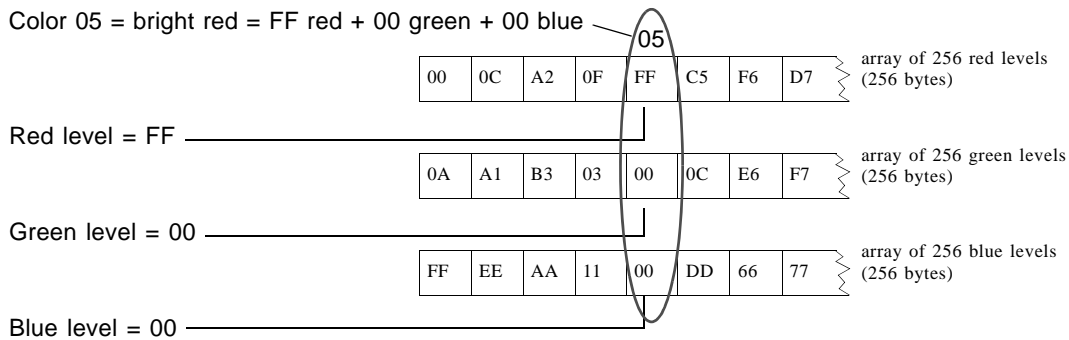 Color 05 = bright red = FF red + 00 green + 00 blue
05
00 0C A2 0F FF C5 F6 D7
array of 256 red levels
(256 bytes)
Red level = FF
0A A1 B3 03 00 0C E6 F7
array of 256 green levels
(256 bytes)
Green level = 00
FF EE AA 11 00 DD 66 77
array of 256 blue levels
(256 bytes)
Blue level = 00